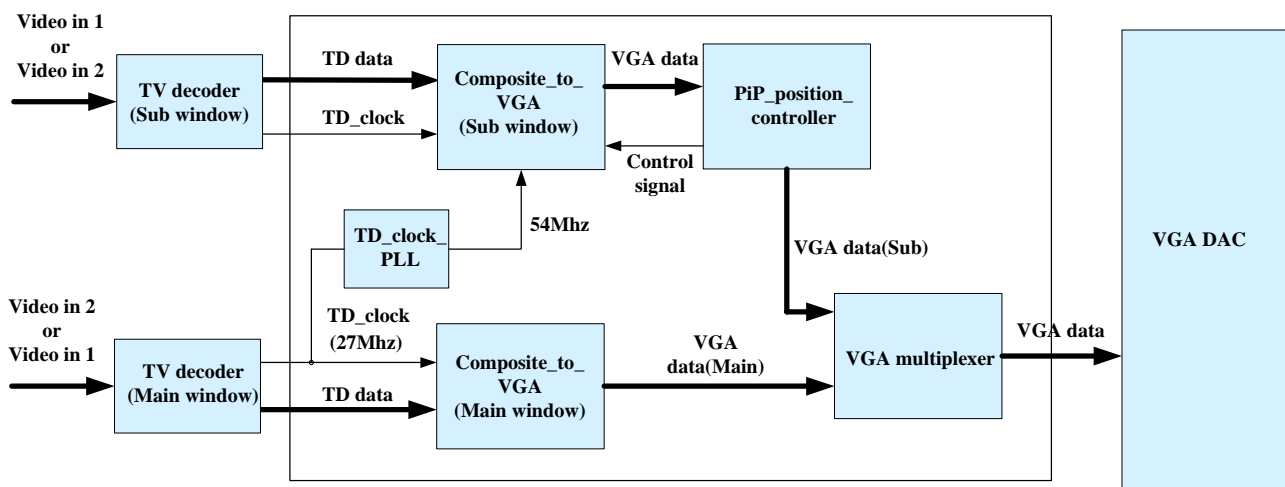 Video in 1
or
Video in 2
TV decoder
(Sub window)
TD data
TD_clock
Composite_to_
VGA
(Sub window)
VGA data
Control
signal
PiP_position_
controller
TD_clock_
PLL
54Mhz
VGA data(Sub)
VGA DAC
Video in 2
or
Video in 1
TV decoder
(Main window)
TD_clock
(27Mhz)
TD data
Composite_to_
VGA
(Main window)
VGA
data(Main)
VGA multiplexer
VGA data